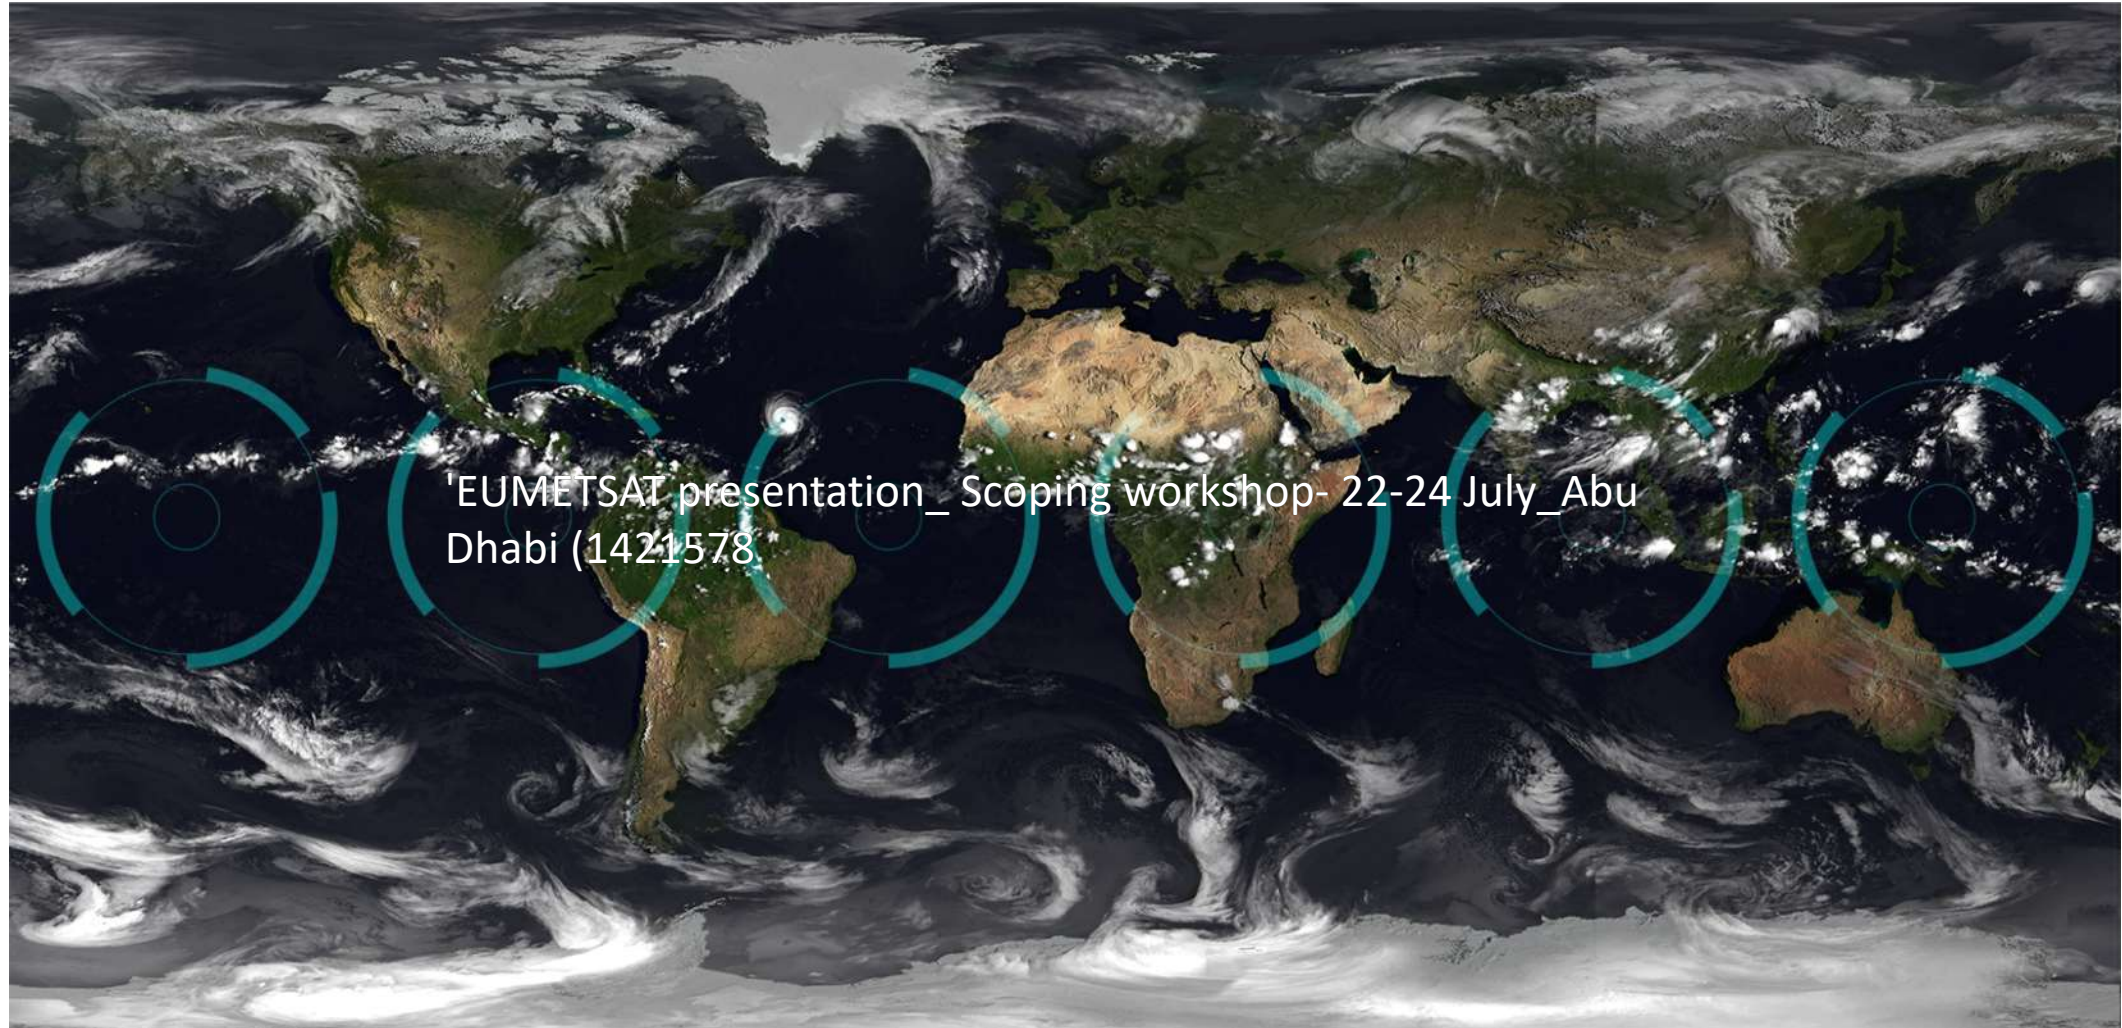 'EUMETSAT presentation_ Scoping workshop- 22-24 July_Abu
Dhabi (1421578